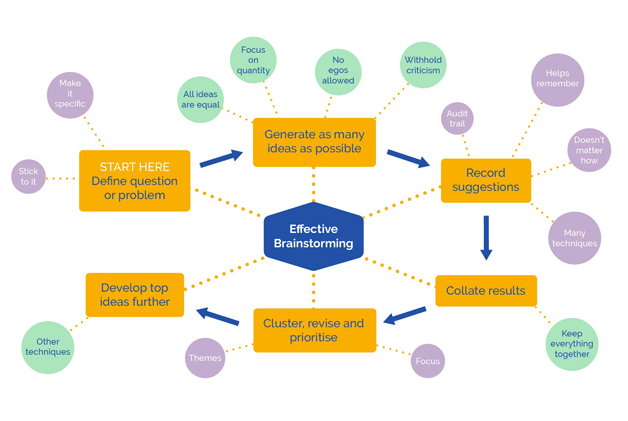 Effective
Brainstorming
START HERE
Define question
or problem
Make
it
specific
Stick
to it
Generate as many
ideas as possible
All ideas
are equal
Focus
on
quantity
No
egos
allowed
Withhold
criticism
Record
suggestions
Audit
trail
Helps
remember
Doesn't
matter
how
Many
techniques
Collate results
Keep
everything
together
Cluster, revise and
prioritise
Themes
Focus
Develop top
ideas further
Other
techniques